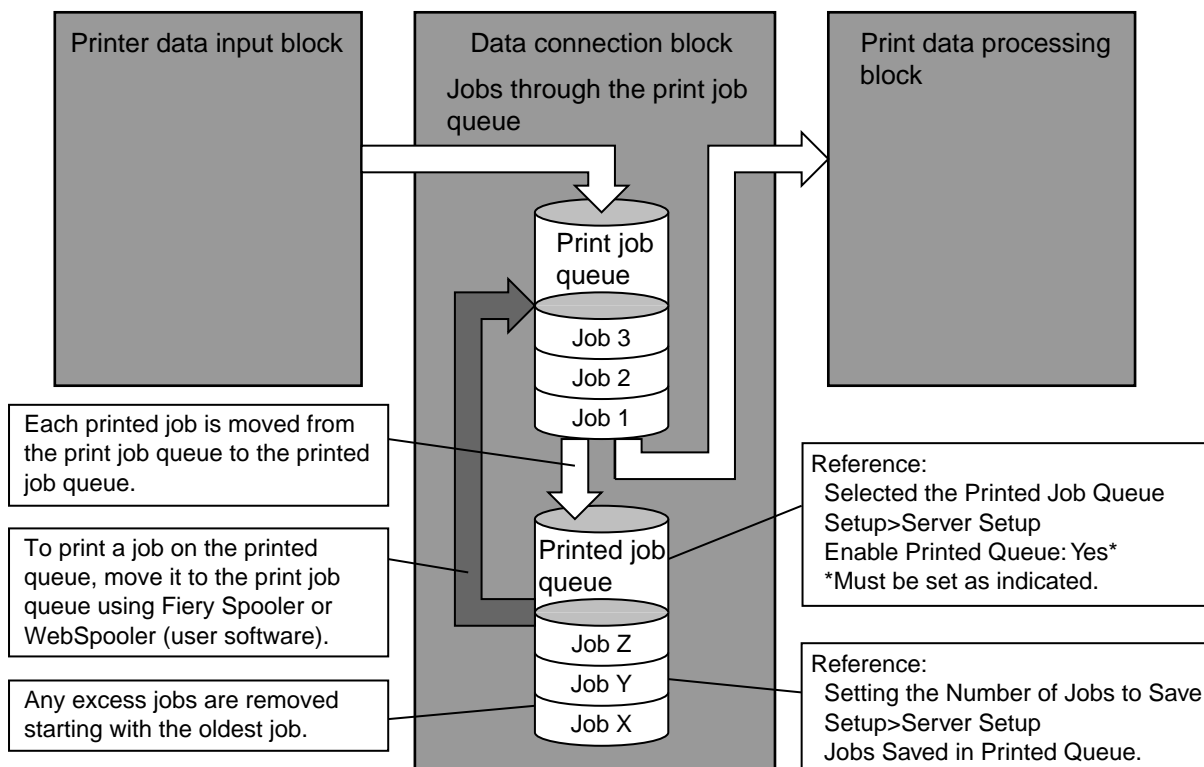 Printer data input block
Data connection block
Jobs through the print job
queue
Print data processing
block
Print job
queue
Job 3
Job 2
Job 1
Each printed job is moved from
the print job queue to the printed
job queue.
To print a job on the printed
queue, move it to the print job
queue using Fiery Spooler or
WebSpooler (user software).
Any excess jobs are removed
starting with the oldest job.
Printed job
queue
Job Z
Job Y
Job X
Reference:
Selected the Printed Job Queue
Setup>Server Setup
Enable Printed Queue: Yes*
*Must be set as indicated.
Reference:
Setting the Number of Jobs to Save
Setup>Server Setup
Jobs Saved in Printed Queue.